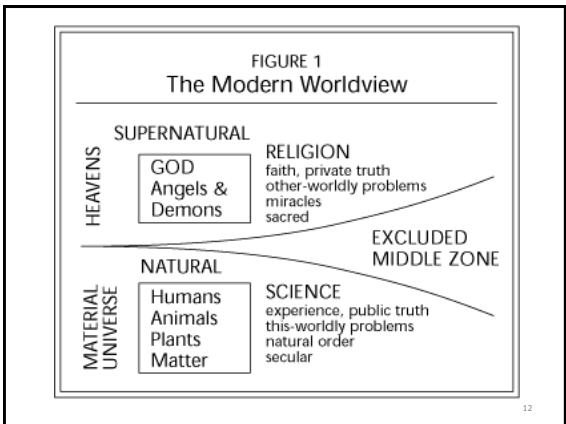 FIGURE 1
The Modern Worldview
HEAVENS
SUPERNATURAL
GOD
Angels &
Demons
RELIGION
faith, private truth
other-worldly problems
miracles
sacred
EXCLUDED
MIDDLE ZONE
MATERIAL
UNIVERSE
NATURAL
Humans
Animals
Plants
Matter
SCIENCE
experience, public truth
this-worldly problems
natural order
secular
12